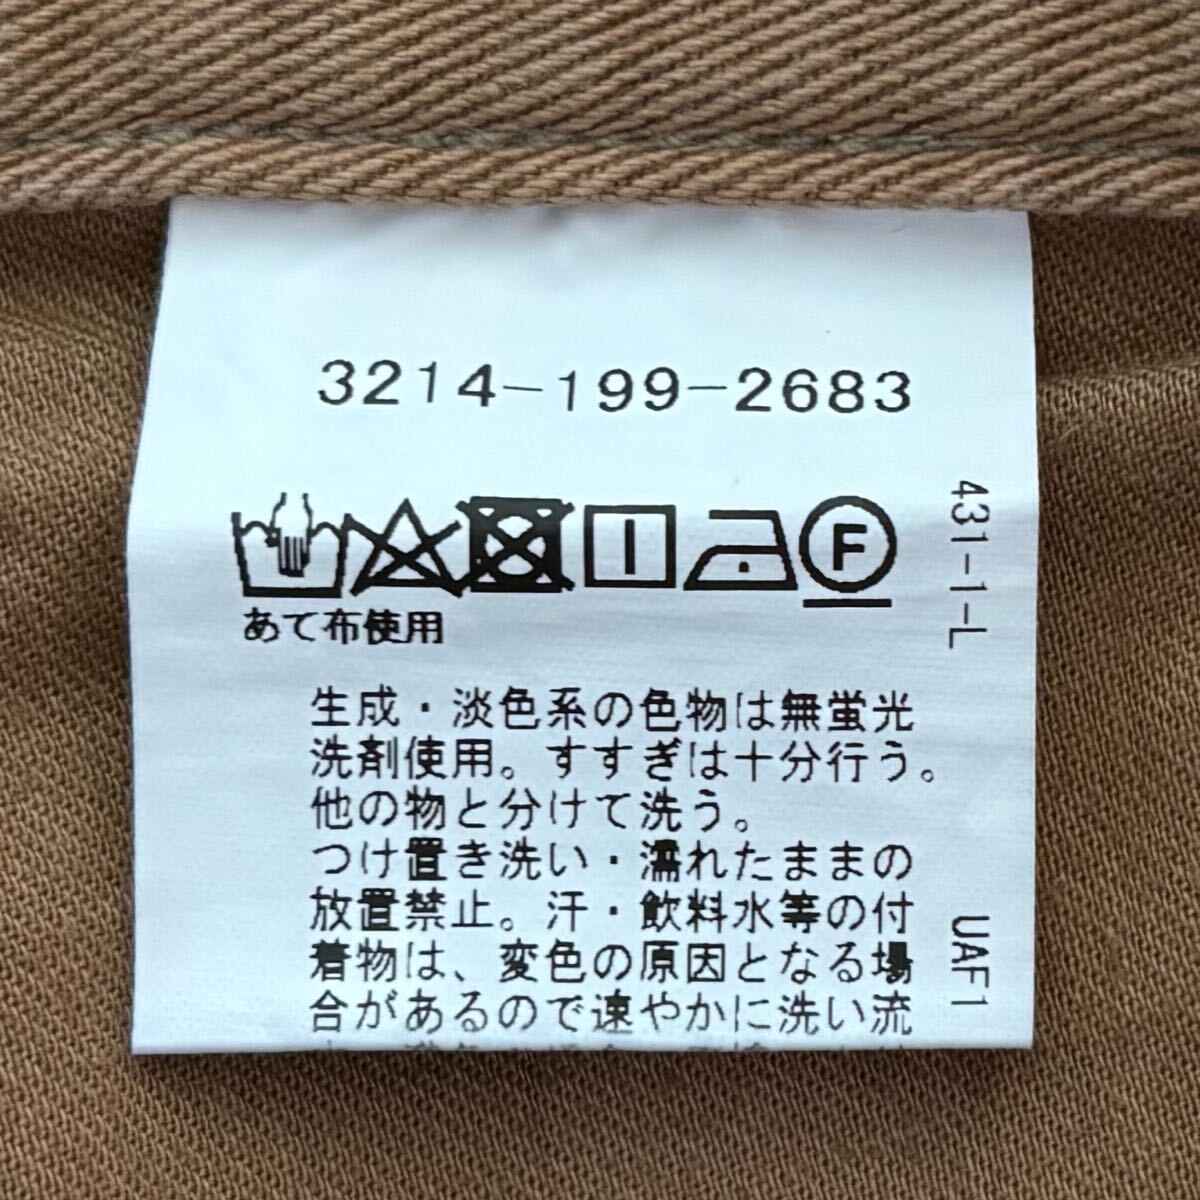 3214-199-2683
F
あて布使用
生成・淡色系の色物は無蛍光
洗剤使用。すすぎは十分行う。
他の物と分けて洗う。
つけ置き洗い・濡れたままの
放置禁止。汗・飲料水等の付
着物は、変色の原因となる場
合があるので速やかに洗い流
431-1-L
UAF1